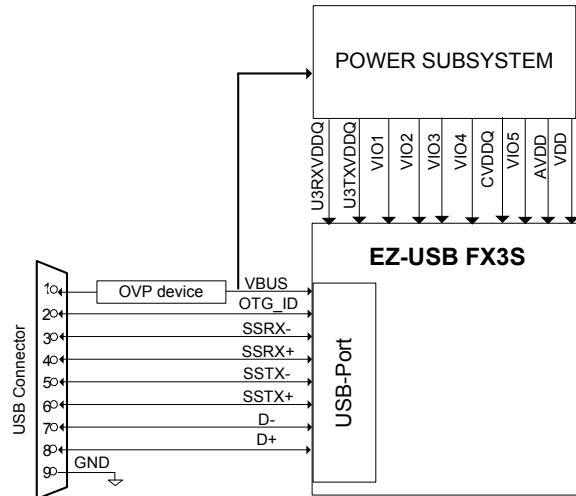 POWER SUBSYSTEM
U3RXVDDQ
U3TXVDDQ
VIO1
VIO2
VIO3
VIO4
CVDDQ
VIO5
AVDD
VDD
EZ-USB FX3S
USB Connector
1
OVP device
VBUS
2
OTG_ID
3
SSRX-
4
SSRX+
5
SSTX-
6
SSTX+
7
D-
8
D+
9
GND
USB-Port